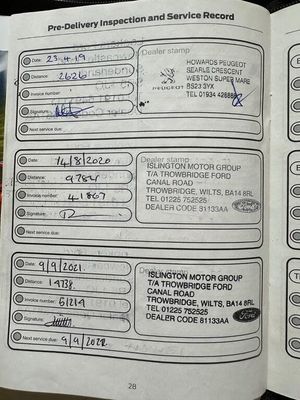 Pre-Delivery Inspection and Service Record
Date: 23.4.19
Distance: 2626
Invoice number:
Signature:
Next service due:
Dealer stamp
HOWARDS PEUGEOT
SEARLE CRESCENT
WESTON SUPER MARE
BS23 3YX
TEL 01934
PEUGEOT
Date: 14/8/2020
Distance:
Invoice number: 41867
Signature:
Next service due:
Dealer stamp
ISLINGTON MOTOR GROUP
T/A TROWBRIDGE FORD
CANAL ROAD
TROWBRIDGE, WILTS, BA14 8RL
TEL 01225 752525
DEALER CODE 81133AA
Ford
Date: 9/9/2021
Distance: 19738
Invoice number: 61219
Signature:
Next service due: 9/9/2022
ISLINGTON MOTOR GROUP
T/A TROWBRIDGE FORD
CANAL ROAD
TROWBRIDGE, WILTS, BA14 8RL
TEL 01225 752525
DEALER CODE 81133AA
Ford
28